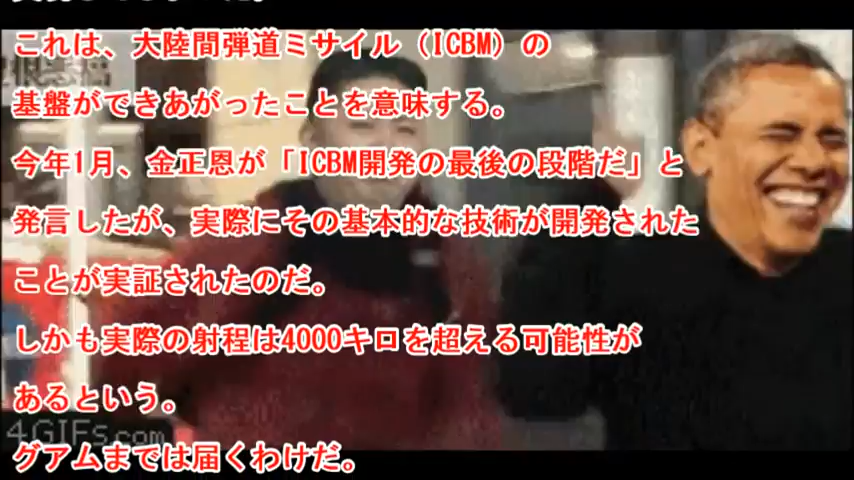 これは、大陸間弾道ミサイル（ICBM）の
基盤ができあがったことを意味する。
今年1月、金正恩が「ICBM開発の最後の段階だ」と
発言したが、実際にその基本的な技術が開発された
ことが実証されたのだ。
しかも実際の射程は4000キロを超える可能性が
あるという。
4GIFs.com
グアムまでは届くわけだ。